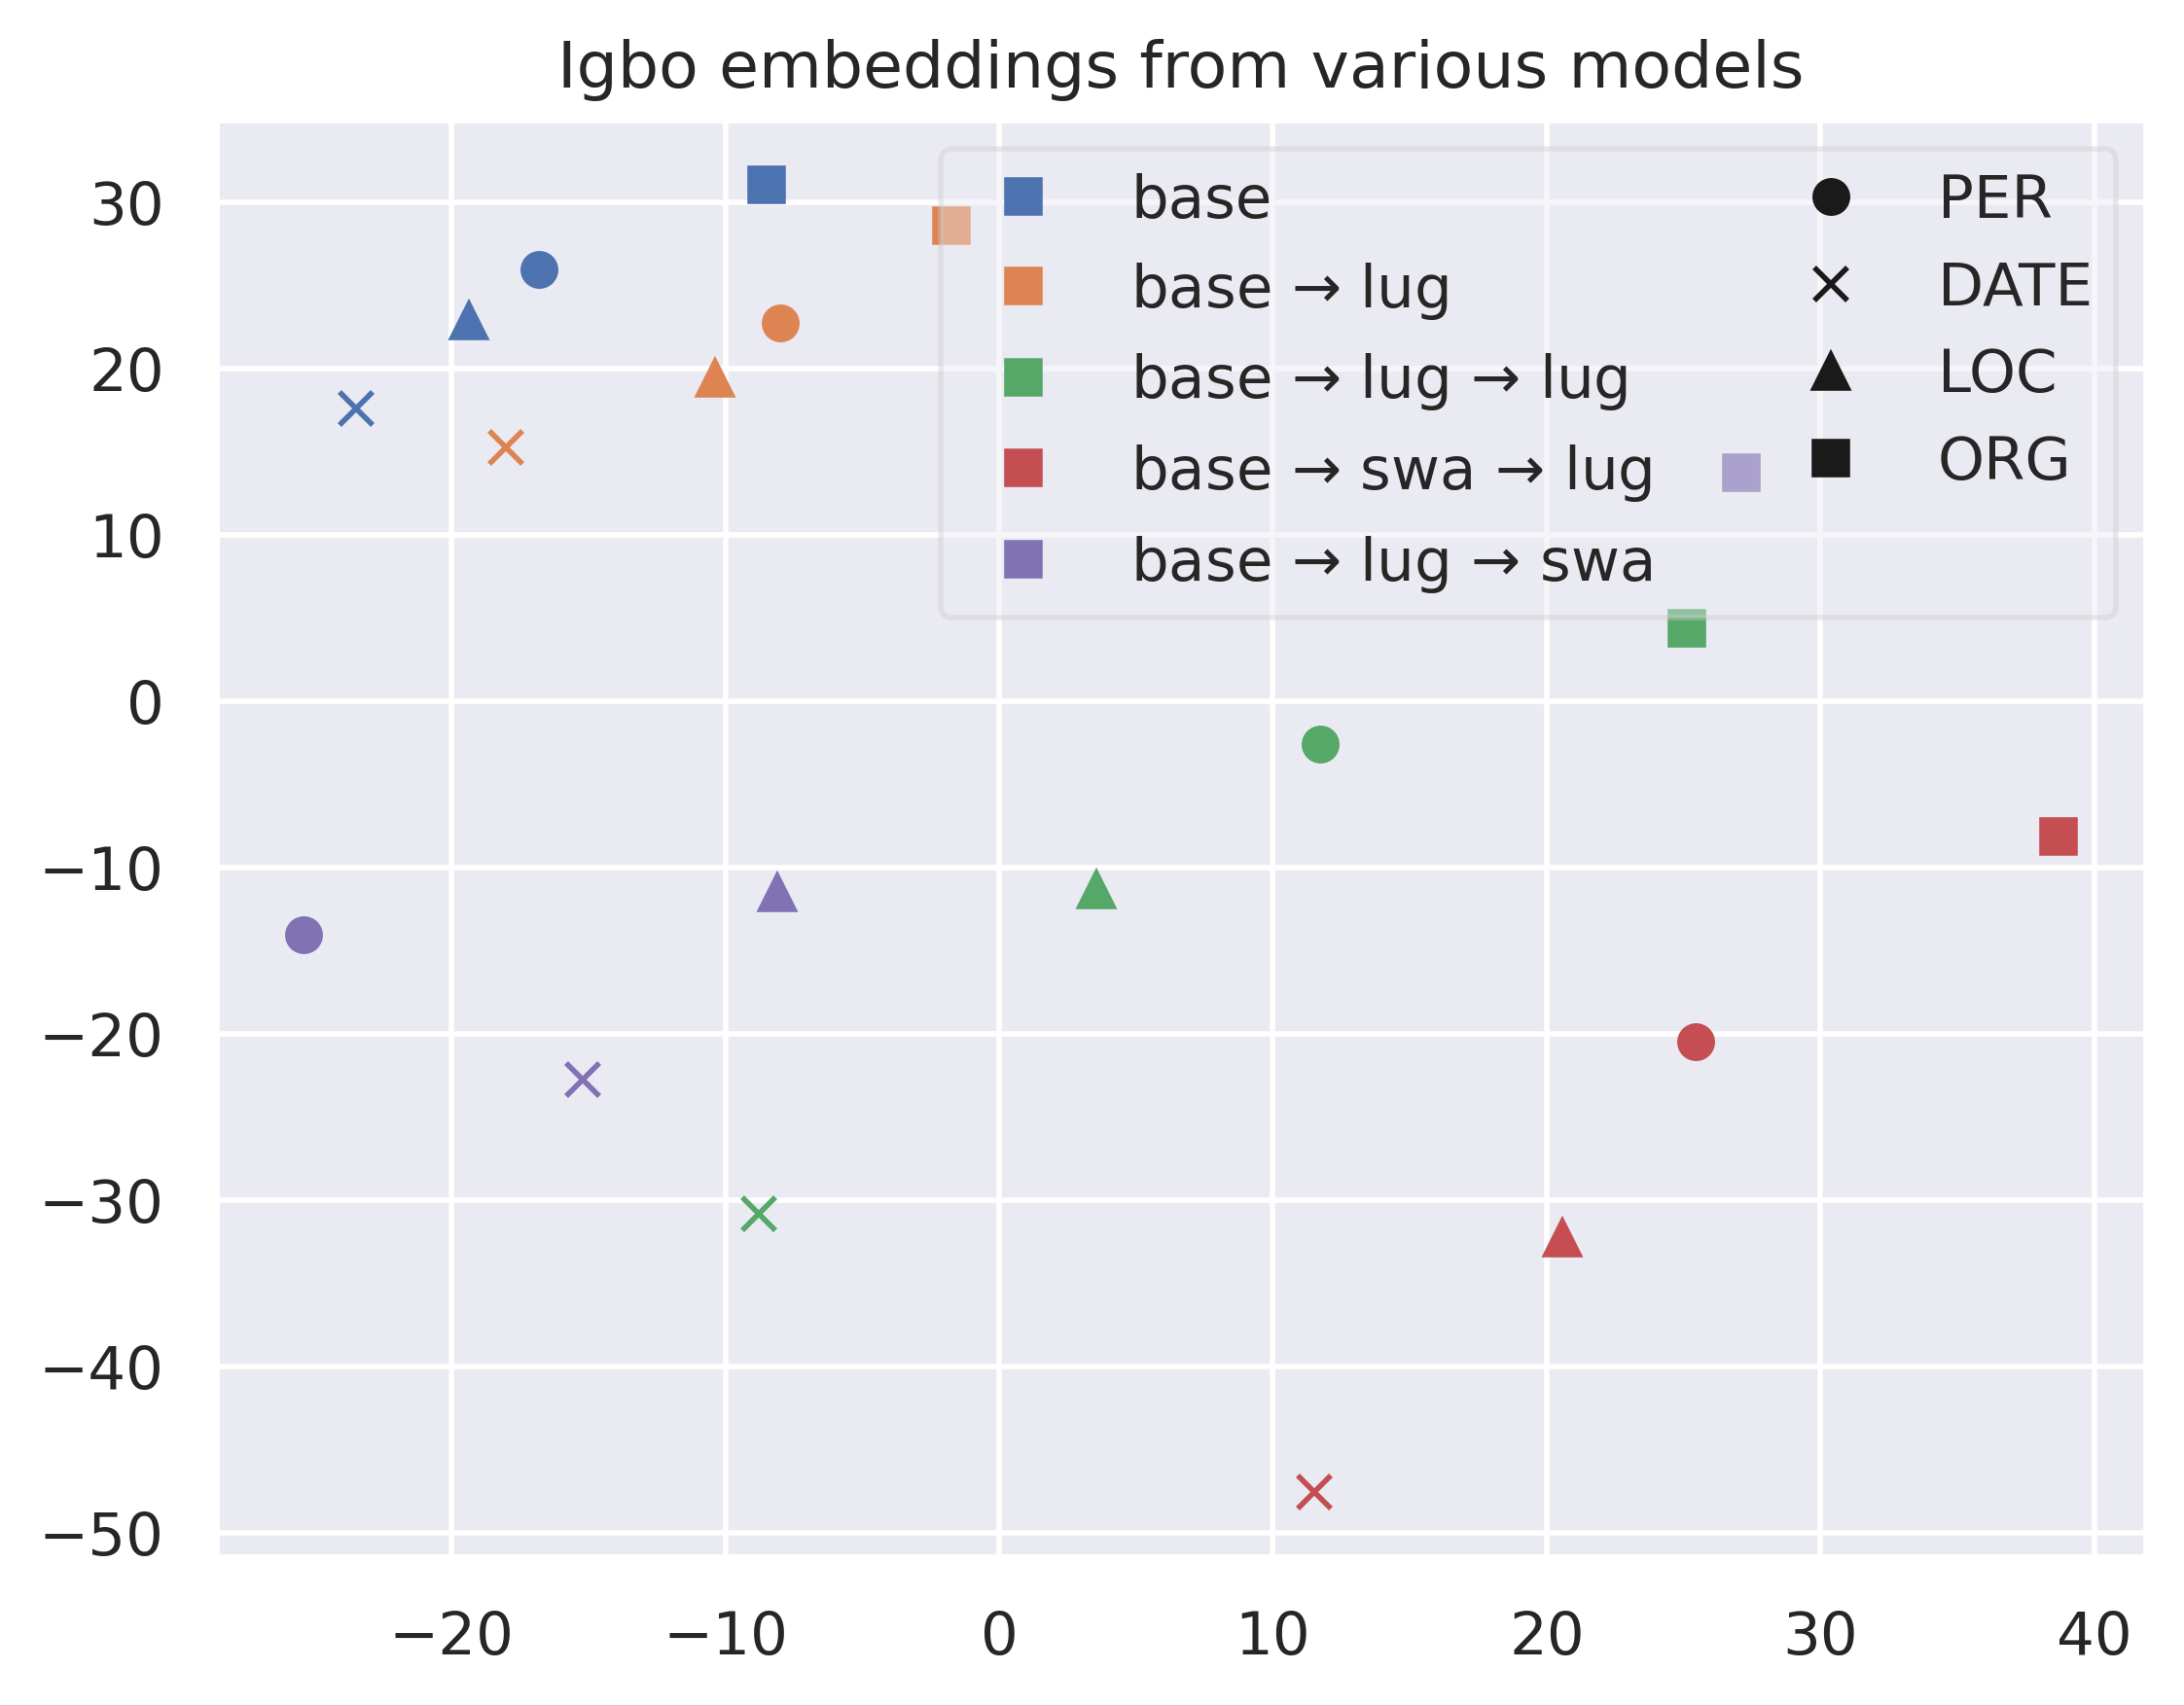 Igbo embeddings from various models
base
base → lug
base → lug → lug
base → swa → lug
base → lug → swa
PER
DATE
LOC
ORG
30
20
10
0
−10
−20
−30
−40
−50
−20 −10 0 10 20 30 40